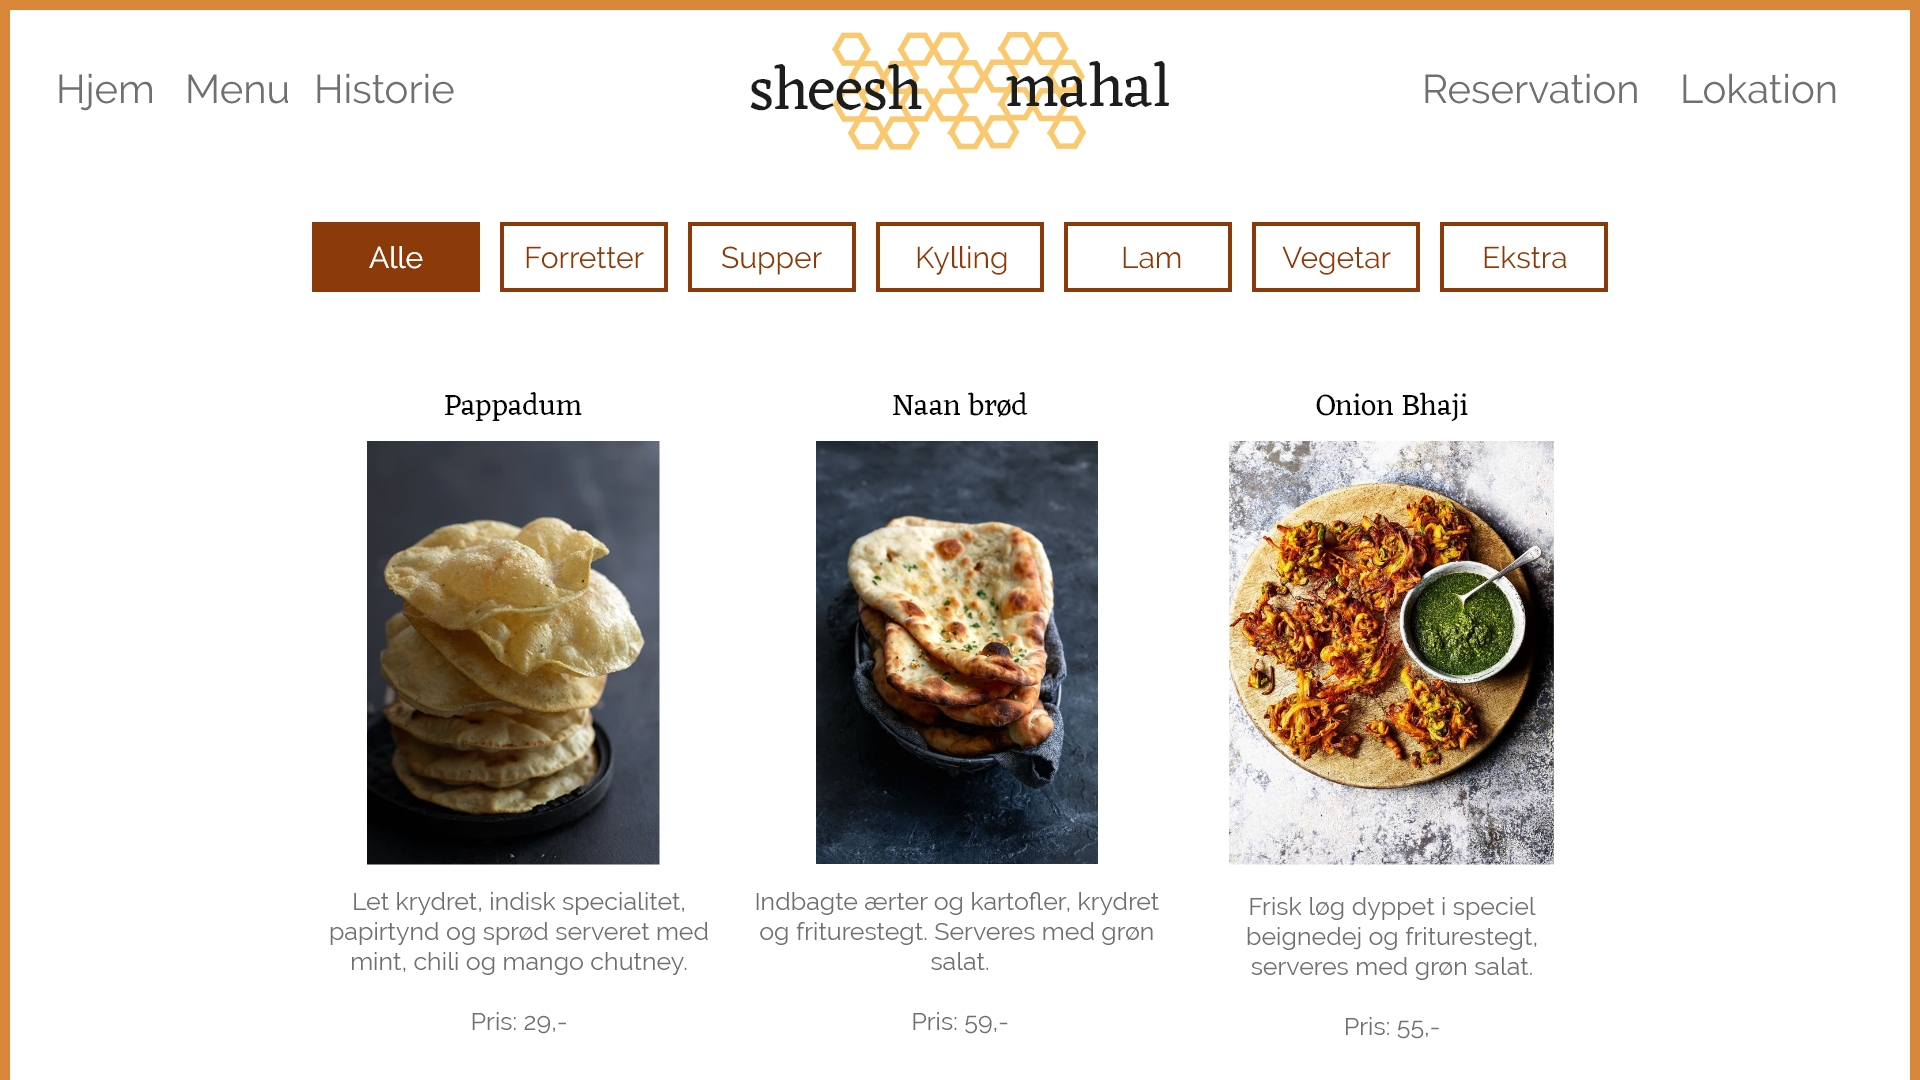 Hjem Menu Historie
sheesh mahal
Reservation Lokation
Alle Forretter Supper Kylling Lam Vegetar Ekstra
Pappadum
Let krydret, indisk specialitet,
papirtynd og sprød serveret med
mint, chili og mango chutney.
Pris: 29,-
Naan brød
Indbagte ærter og kartofler, krydret
og friturestegt. Serveres med grøn
salat.
Pris: 59,-
Onion Bhaji
Frisk løg dyppet i speciel
beignedej og friturestegt,
serveres med grøn salat.
Pris: 55,-